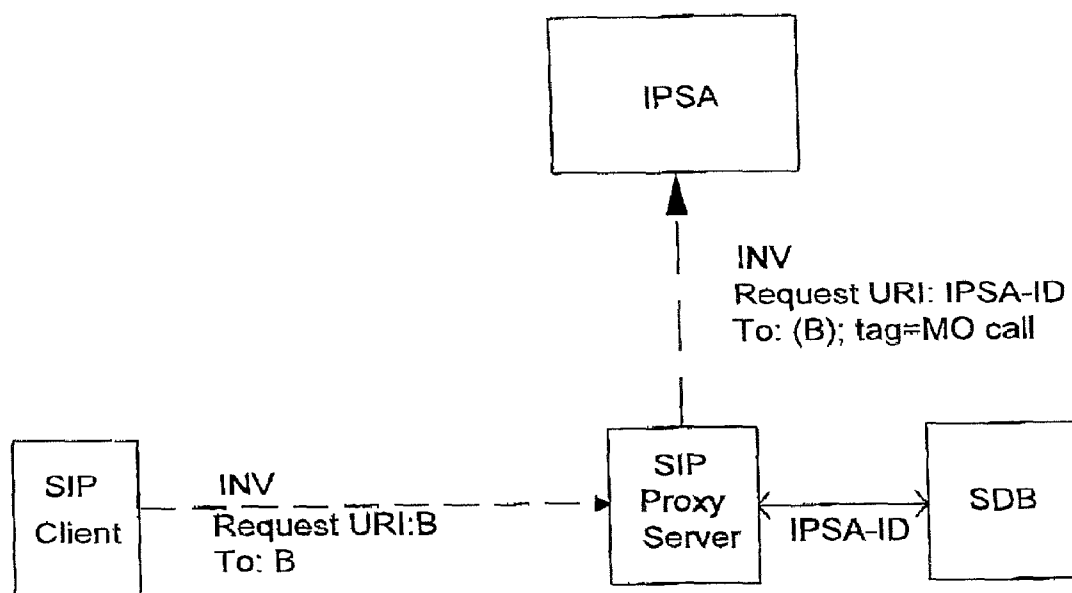 IPSA
INV
Request URI: IPSA-ID
To: (B); tag=MO call
SIP
Client
INV
Request URI:B
To: B
SIP
Proxy
Server
IPSA-ID
SDB